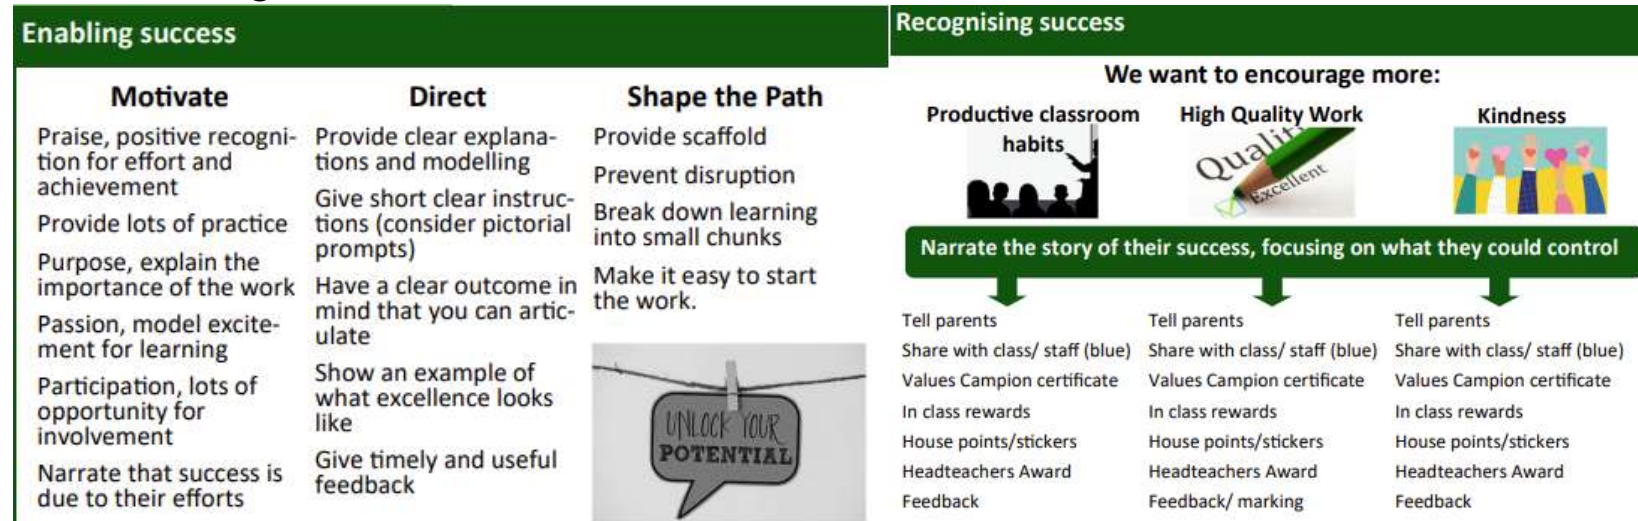 Enabling success
Motivate
Praise, positive recogni-
tion for effort and
achievement
Provide lots of practice
Purpose, explain the
importance of the work
Passion, model excite-
ment for learning
Participation, lots of
opportunity for
involvement
Narrate that success is
due to their efforts
Direct
Provide clear explana-
tions and modelling
Give short clear instruc-
tions (consider pictorial
prompts)
Have a clear outcome in
mind that you can artic-
ulate
Show an example of
what excellence looks
like
Give timely and useful
feedback
Shape the Path
Provide scaffold
Prevent disruption
Break down learning
into small chunks
Make it easy to start
the work.
UNLOCK YOUR
POTENTIAL
Recognising success
We want to encourage more:
Productive classroom
habits
High Quality Work
Quality
Excellent
Kindness
Narrate the story of their success, focusing on what they could control
Tell parents
Share with class/ staff (blue)
Values Campion certificate
In class rewards
House points/stickers
Headteachers Award
Feedback
Tell parents
Share with class/ staff (blue)
Values Campion certificate
In class rewards
House points/stickers
Headteachers Award
Feedback/ marking
Tell parents
Share with class/ staff (blue)
Values Campion certificate
In class rewards
House points/stickers
Headteachers Award
Feedback